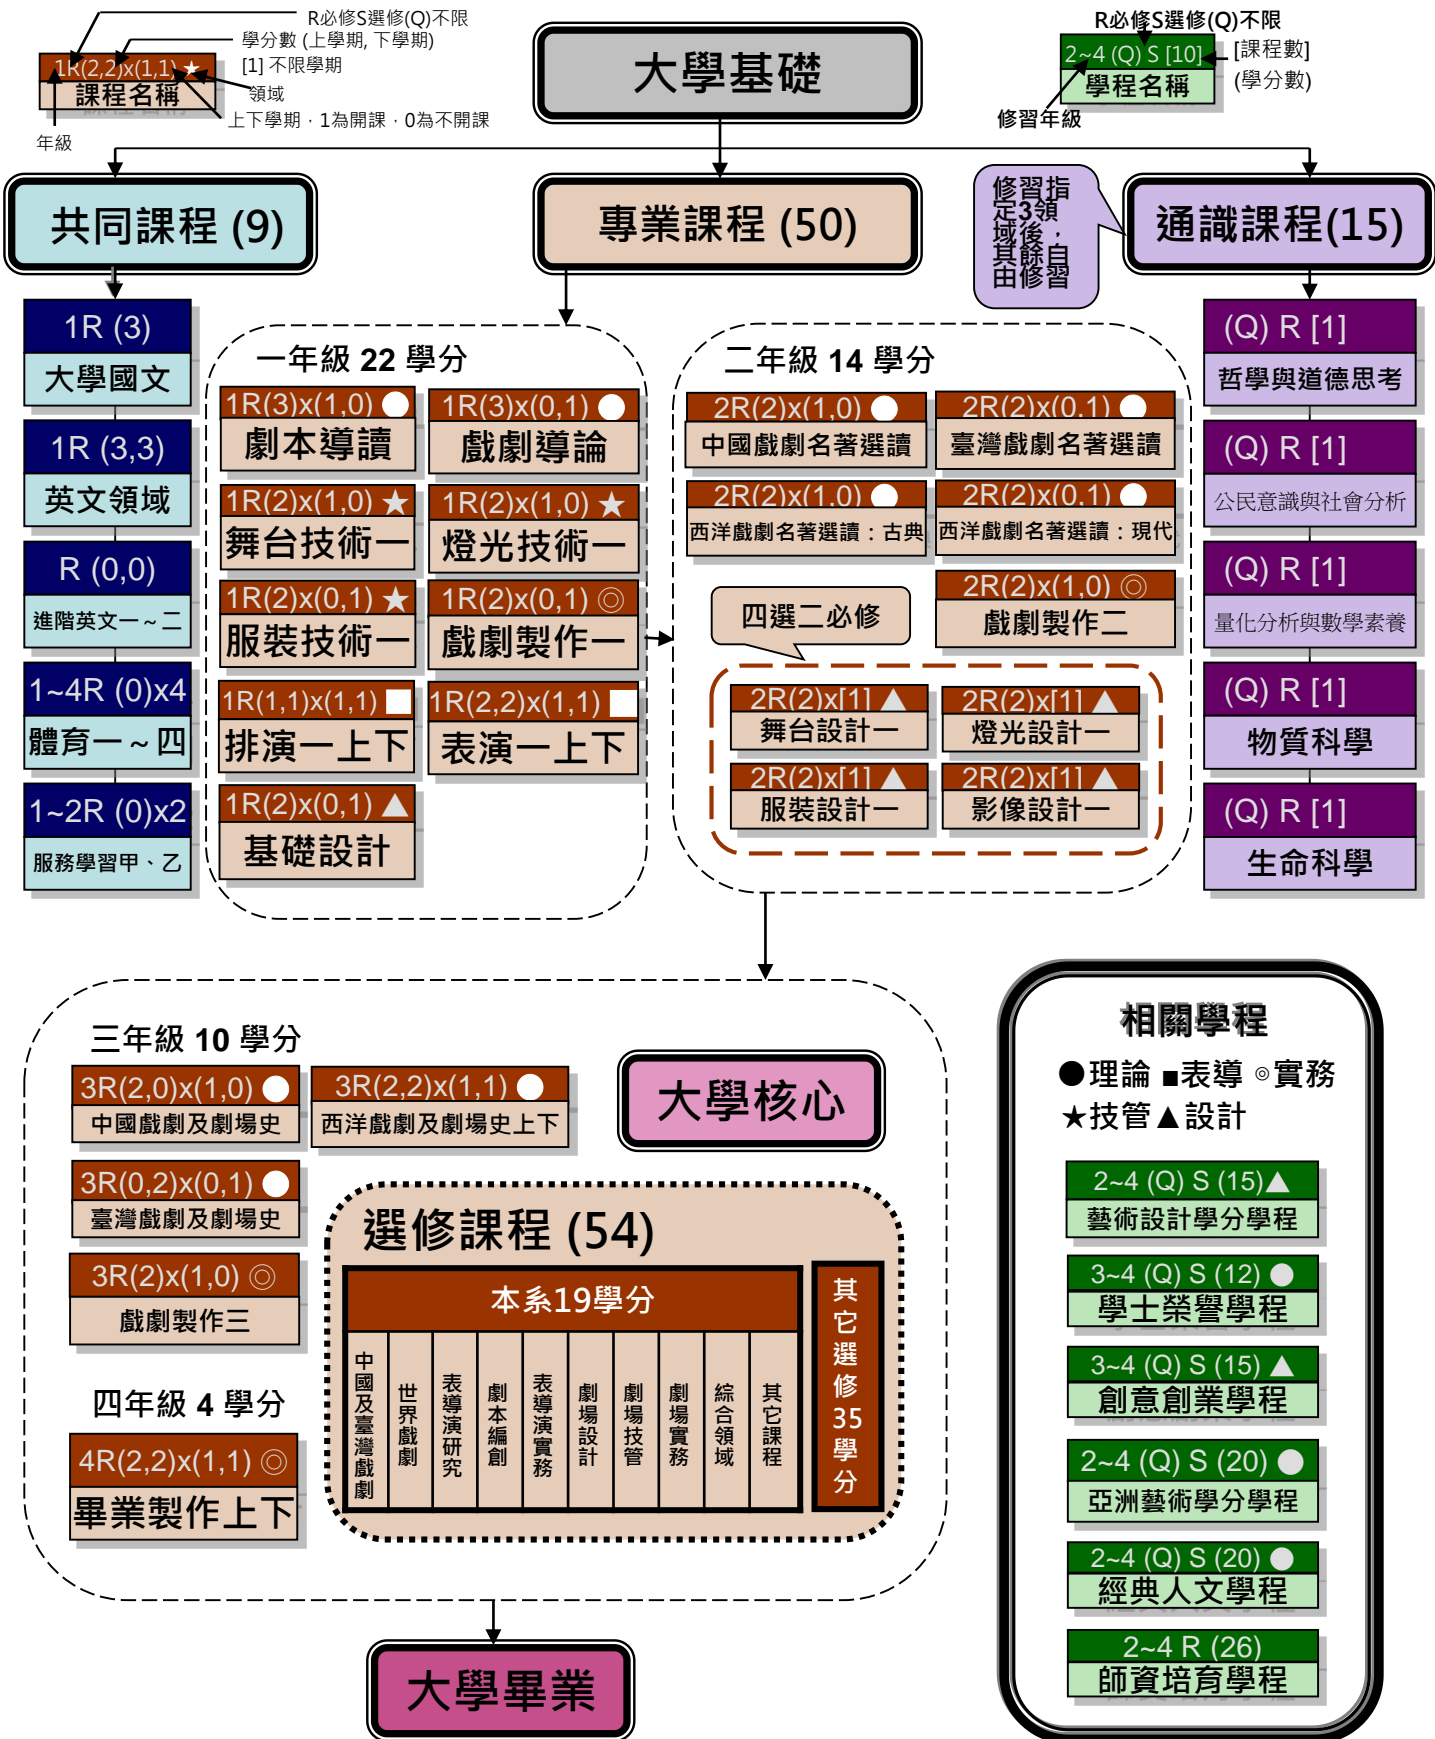 R必修S選修(Q)不限
學分數 (上學期, 下學期)
[1] 不限學期
1R(2,2)x(1,1) ★
課程名稱
領域
上下學期，1為開課，0為不開課
年級
大學基礎
R必修S選修(Q)不限
2~4 (Q) S [10]
學程名稱
[課程數]
(學分數)
修習年級
共同課程 (9)
專業課程 (50)
修習指
定3領
域後，
其餘自
由修習
通識課程(15)
1R (3)
大學國文
1R (3,3)
英文領域
R (0,0)
進階英文一～二
1~4R (0)x4
體育一～四
1~2R (0)x2
服務學習甲、乙
一年級 22 學分
1R(3)x(1,0) ●
劇本導讀
1R(3)x(0,1) ●
戲劇導論
1R(2)x(1,0) ★
舞台技術一
1R(2)x(1,0) ★
燈光技術一
1R(2)x(0,1) ★
服裝技術一
1R(2)x(0,1) ◎
戲劇製作一
1R(1,1)x(1,1) ■
排演一上下
1R(2,2)x(1,1) ■
表演一上下
1R(2)x(0,1) ▲
基礎設計
二年級 14 學分
2R(2)x(1,0) ●
中國戲劇名著選讀
2R(2)x(0,1) ●
臺灣戲劇名著選讀
2R(2)x(1,0) ●
西洋戲劇名著選讀：古典
2R(2)x(0,1) ●
西洋戲劇名著選讀：現代
2R(2)x(1,0) ◎
戲劇製作二
四選二必修
2R(2)x[1] ▲
舞台設計一
2R(2)x[1] ▲
燈光設計一
2R(2)x[1] ▲
服裝設計一
2R(2)x[1] ▲
影像設計一
(Q) R [1]
哲學與道德思考
(Q) R [1]
公民意識與社會分析
(Q) R [1]
量化分析與數學素養
(Q) R [1]
物質科學
(Q) R [1]
生命科學
三年級 10 學分
3R(2,0)x(1,0) ●
中國戲劇及劇場史
3R(2,2)x(1,1) ●
西洋戲劇及劇場史上下
3R(0,2)x(0,1) ●
臺灣戲劇及劇場史
3R(2)x(1,0) ◎
戲劇製作三
四年級 4 學分
4R(2,2)x(1,1) ◎
畢業製作上下
大學核心
選修課程 (54)
本系19學分
中國及臺灣戲劇
世界戲劇
表導演研究
劇本編創
表導演實務
劇場設計
劇場技管
劇場實務
綜合領域
其它課程
其它選修35學分
大學畢業
相關學程
●理論 ■表導 ◎實務
★技管▲設計
2~4 (Q) S (15)▲
藝術設計學分學程
3~4 (Q) S (12) ●
學士榮譽學程
3~4 (Q) S (15) ▲
創意創業學程
2~4 (Q) S (20) ●
亞洲藝術學分學程
2~4 (Q) S (20) ●
經典人文學程
2~4 R (26)
師資培育學程